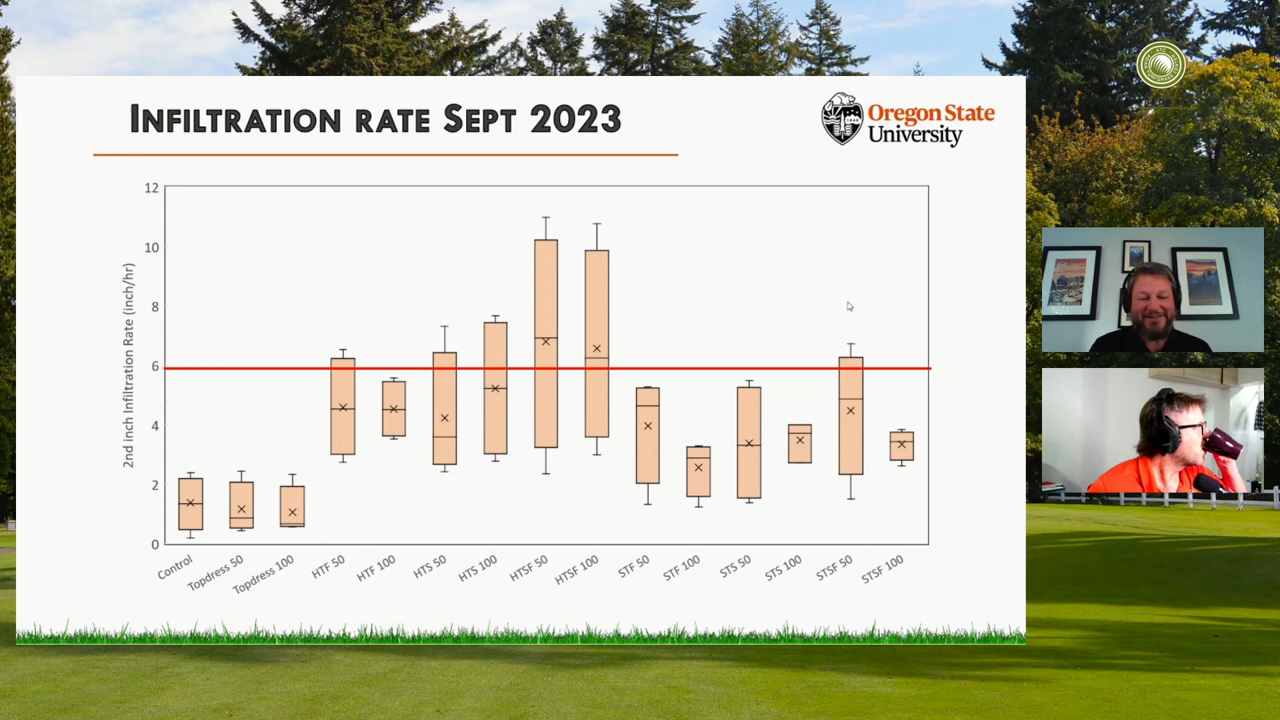 INFILTRATION RATE SEPT 2023
Oregon State
University
2nd inch Infiltration Rate (inch/hr)
12
10
8
6
4
2
0
Control
Topdress 50
Topdress 100
HTF 50
HTF 100
HTS 50
HTS 100
HTSF 50
HTSF 100
STF 50
STF 100
STS 50
STS 100
STSF 50
STSF 100